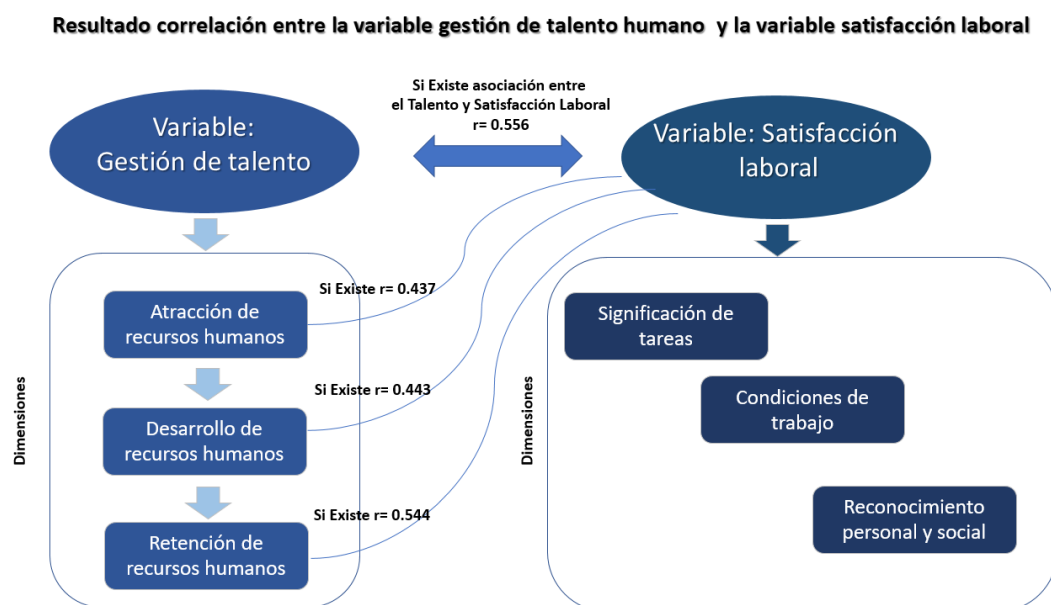 Resultado correlación entre la variable gestión de talento humano y la variable satisfacción laboral
Si Existe asociación entre
el Talento y Satisfacción Laboral
r= 0.556
Variable:
Gestión de talento
Variable: Satisfacción
laboral
Dimensiones
Si Existe r= 0.437
Atracción de
recursos humanos
Si Existe r= 0.443
Desarrollo de
recursos humanos
Si Existe r= 0.544
Retención de
recursos humanos
Dimensiones
Significación de
tareas
Condiciones de
trabajo
Reconocimiento
personal y social